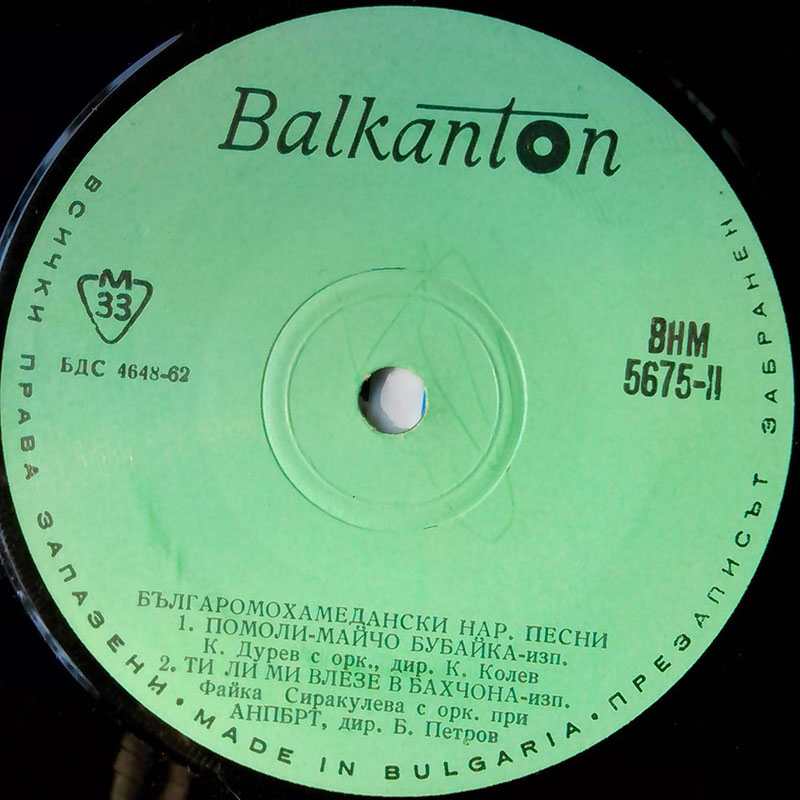 Balkanton
М
33
БДС 4648-62
ВНМ
5675-II
БЪЛГАРОМОХАМЕДАНСКИ НАР. ПЕСНИ
1. ПОМОЛИ-МАЙЧО БУБАЙКА-изп.
К. Дурев с орк., дир. К. Колев
2. ТИ ЛИ МИ ВЛЕЗЕ В БАХЧОНА-изп.
Файка Сиракулева с орк. при
АНПБРТ, дир. Б. Петров
ВСИЧКИ ПРАВА ЗАПАЗЕНИ • MADE IN BULGARIA • ПРЕЗАПИСЪТ ЗАБРАНЕН